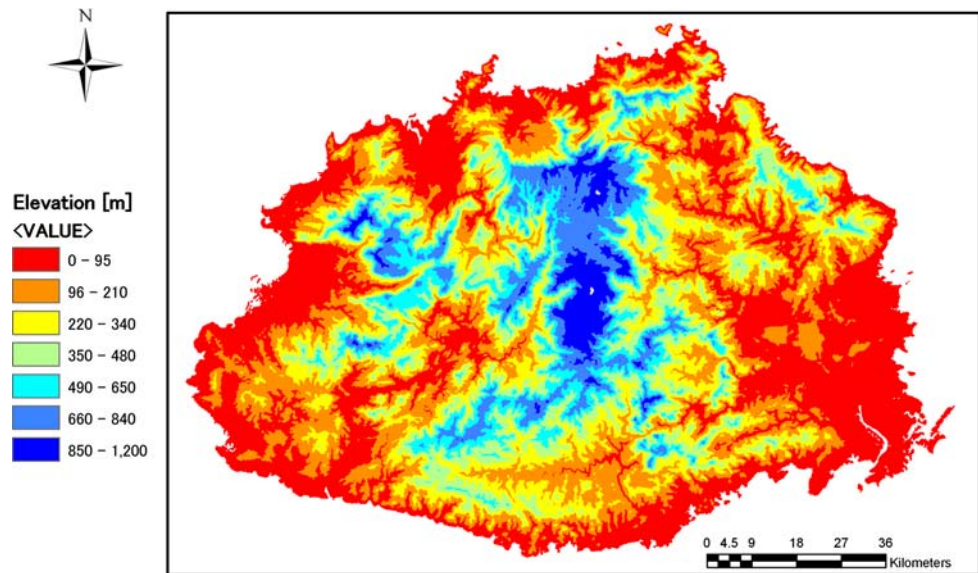 N
Elevation [m]
<VALUE>
0 – 95
96 – 210
220 – 340
350 – 480
490 – 650
660 – 840
850 – 1,200
0 4.5 9 18 27 36
Kilometers